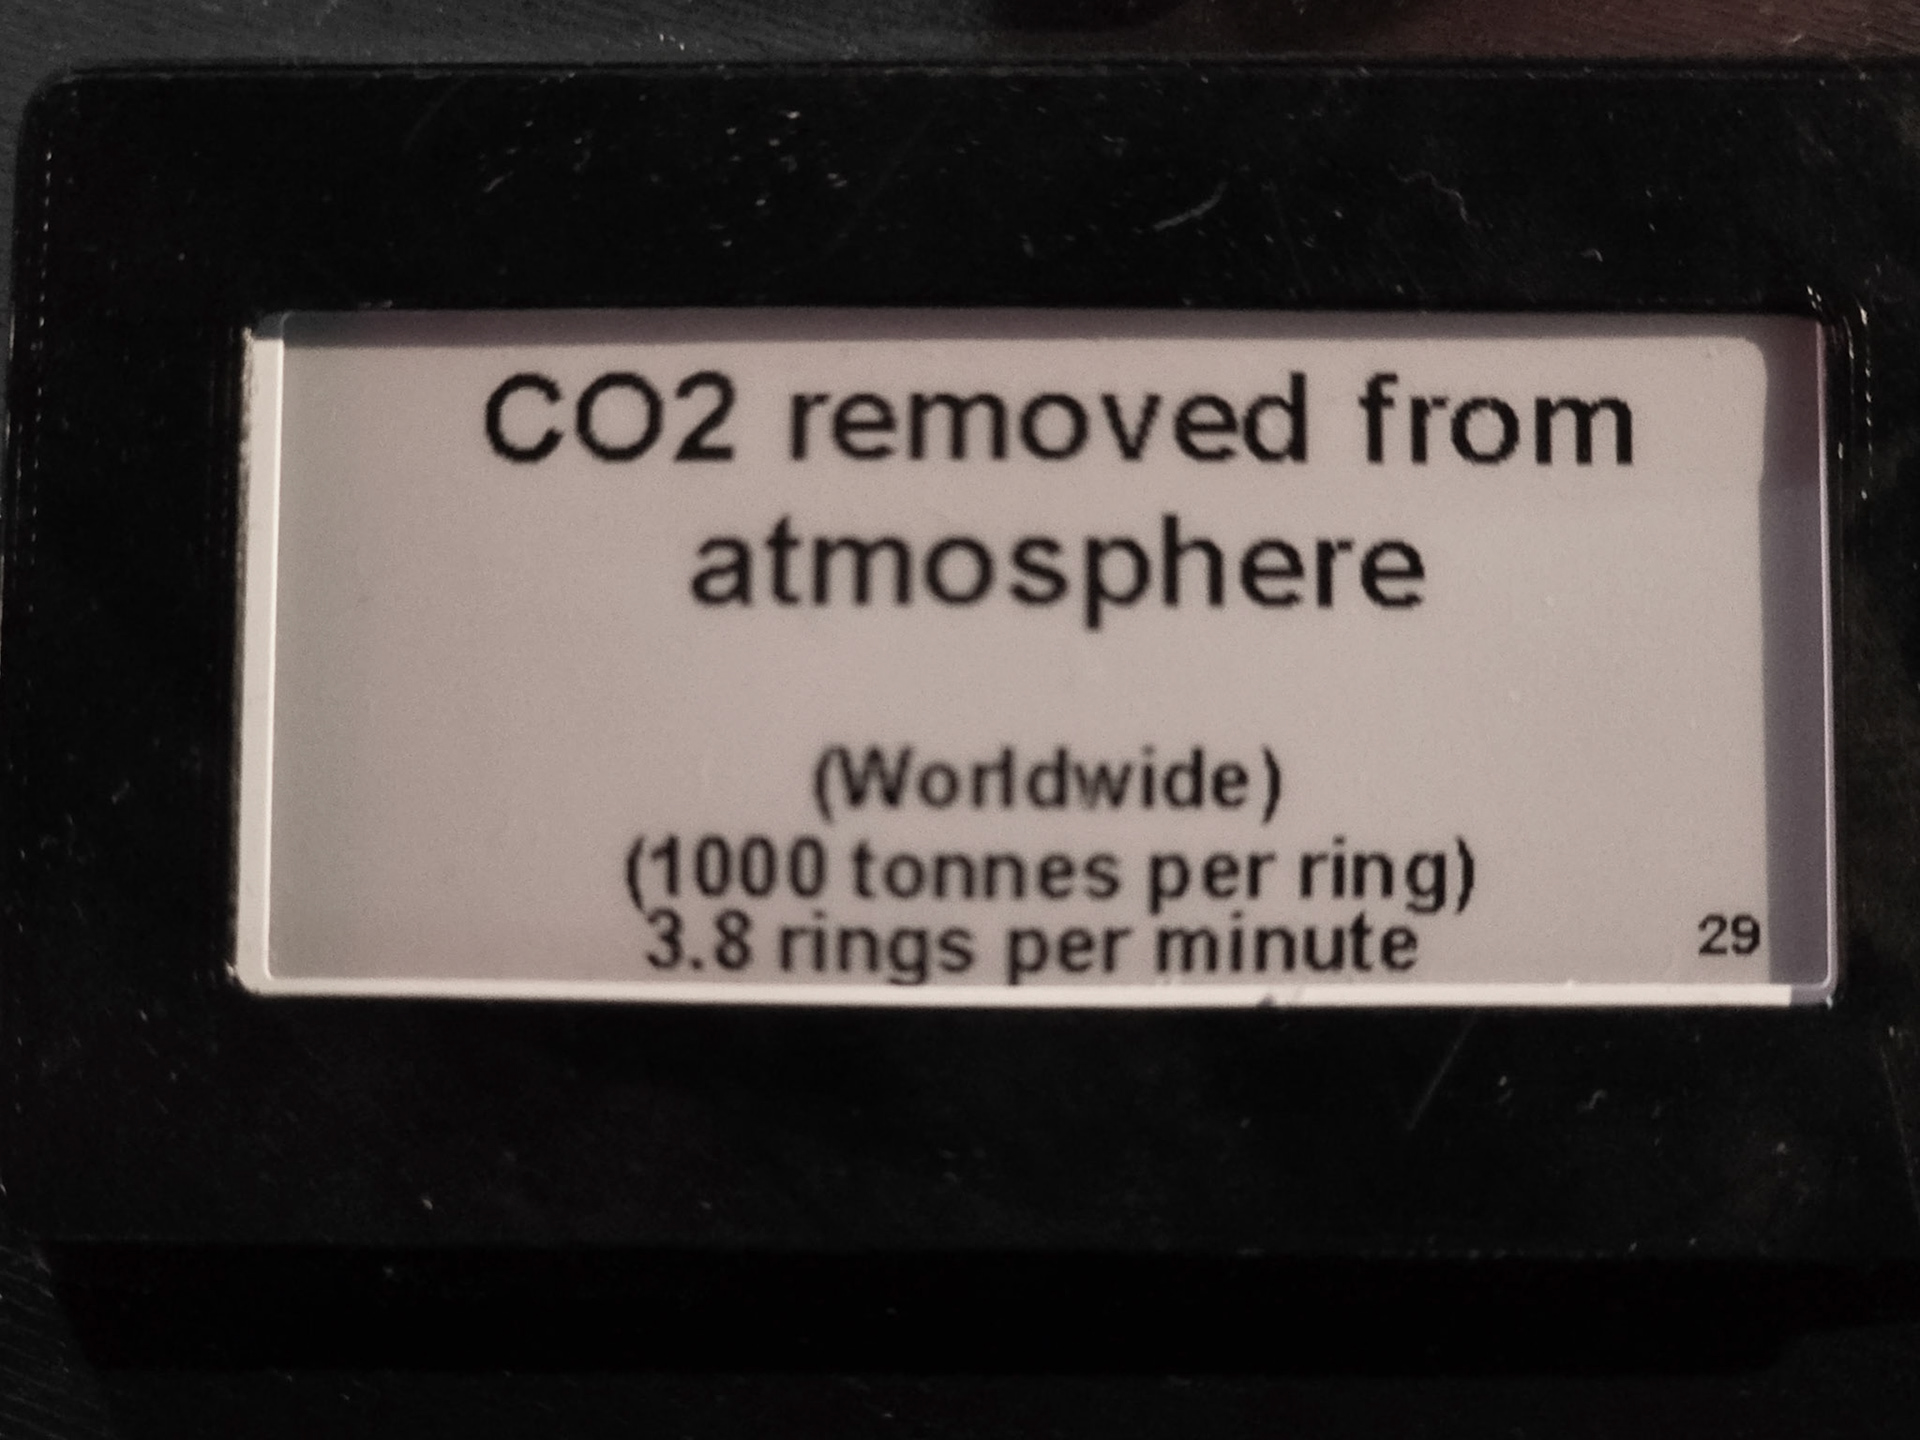 CO2 removed from
atmosphere
(Worldwide)
(1000 tonnes per ring)
3.8 rings per minute
29